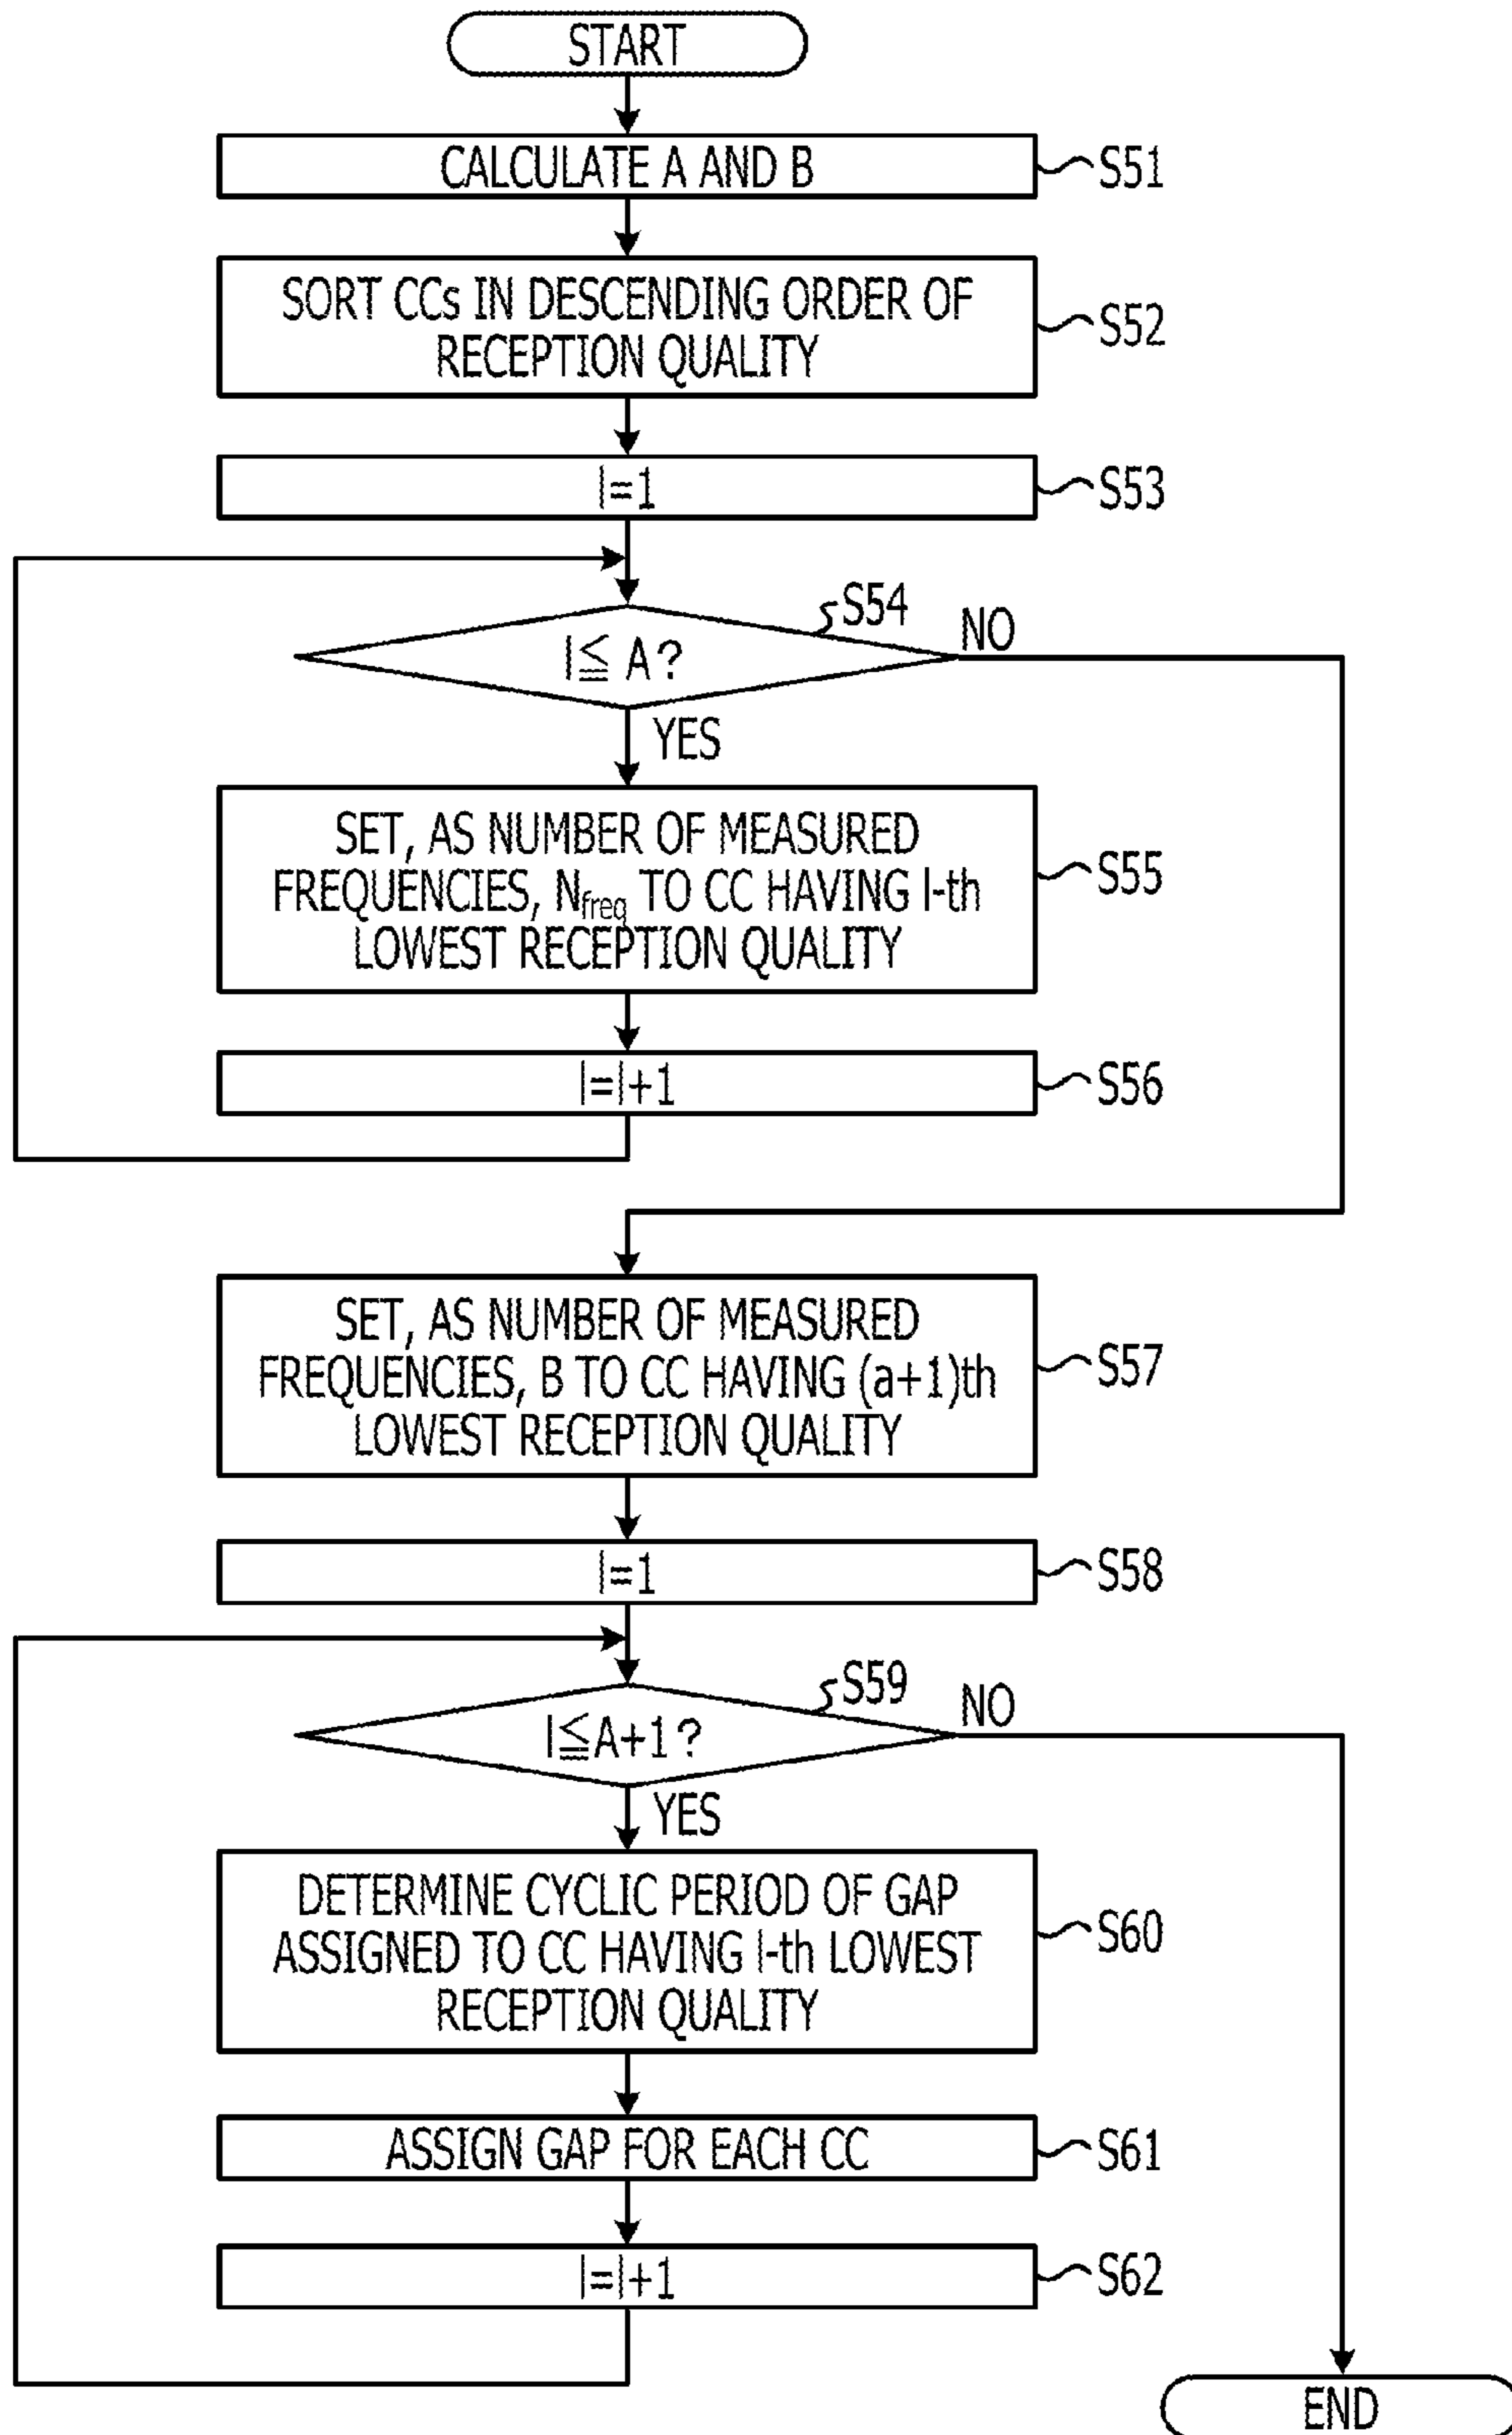 START
CALCULATE A AND B
S51
SORT CCs IN DESCENDING ORDER OF
RECEPTION QUALITY
S52
l=1
S53
S54
l≦ A?
NO
YES
SET, AS NUMBER OF MEASURED
FREQUENCIES, Nfreq TO CC HAVING l-th
LOWEST RECEPTION QUALITY
S55
l=l+1
S56
SET, AS NUMBER OF MEASURED
FREQUENCIES, B TO CC HAVING (a+1)th
LOWEST RECEPTION QUALITY
S57
l=1
S58
S59
l≦A+1?
NO
YES
DETERMINE CYCLIC PERIOD OF GAP
ASSIGNED TO CC HAVING l-th LOWEST
RECEPTION QUALITY
S60
ASSIGN GAP FOR EACH CC
S61
l=l+1
S62
END